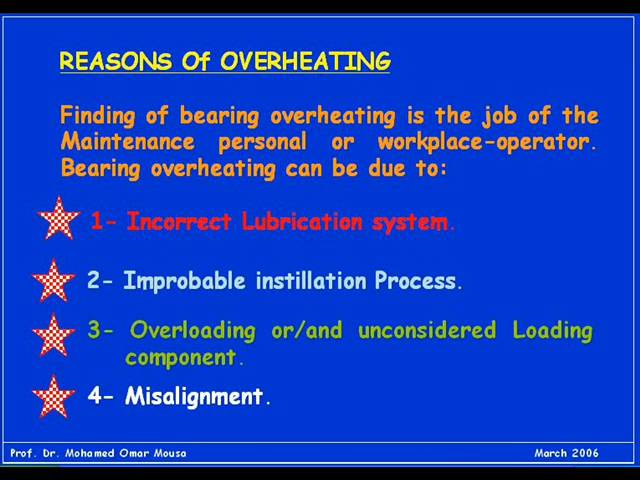 REASONS Of OVERHEATING
Finding of bearing overheating is the job of the
Maintenance personal or workplace-operator.
Bearing overheating can be due to:
1- Incorrect Lubrication system.
2- Improbable instillation Process.
3- Overloading or/and unconsidered Loading
component.
4- Misalignment.
Prof. Dr. Mohamed Omar Mousa
March 2006